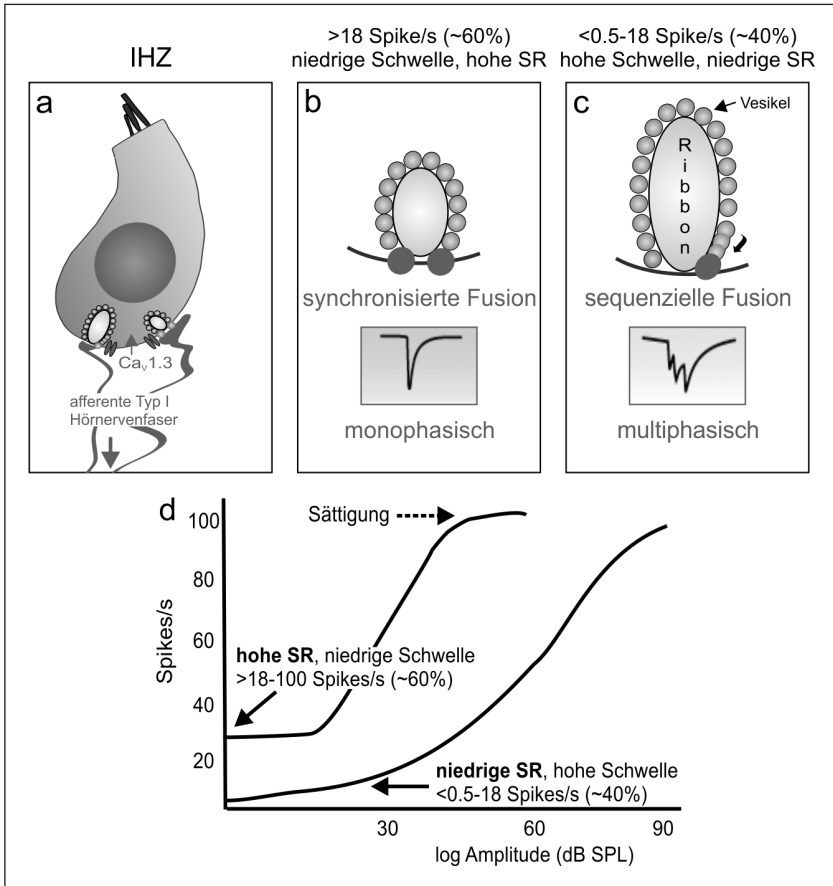 IHZ
>18 Spike/s (~60%)
niedrige Schwelle, hohe SR
<0.5-18 Spike/s (~40%)
hohe Schwelle, niedrige SR
a
Ca
v
1.3
afferente Typ I
Hörnervenfaser
b
synchronisierte Fusion
monophasisch
c
Vesikel
Ribbon
sequenzielle Fusion
multiphasisch
d
Spikes/s
100
80
60
40
20
Sättigung
hohe SR, niedrige Schwelle
>18-100 Spikes/s (~60%)
niedrige SR, hohe Schwelle
<0.5-18 Spikes/s (~40%)
30
60
90
log Amplitude (dB SPL)